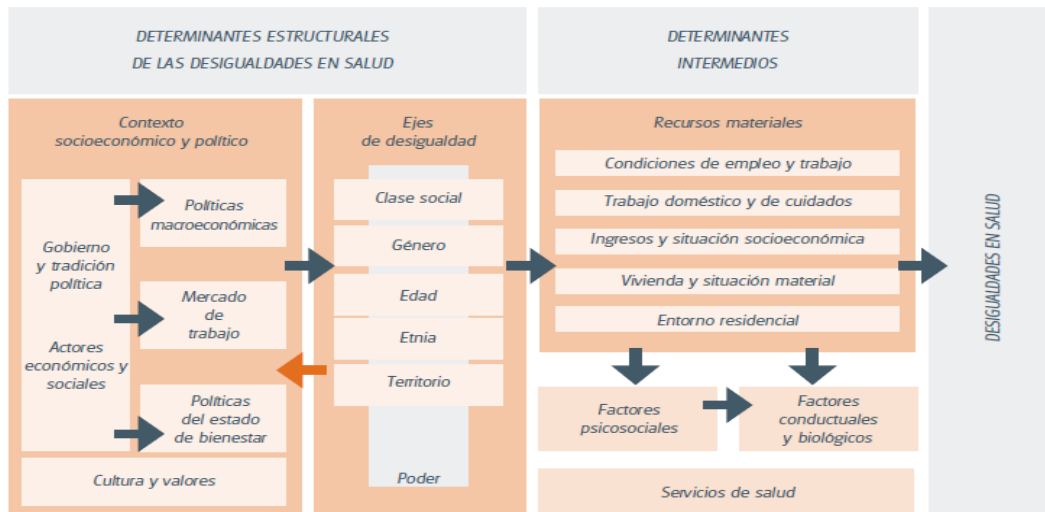 DETERMINANTES ESTRUCTURALES
DE LAS DESIGUALDADES EN SALUD
DETERMINANTES
INTERMEDIOS
Contexto
socioeconómico y político
Gobierno
y tradición
política
Actores
económicos y
sociales
Políticas
macroeconómicas
Mercado
de
trabajo
Políticas
del estado
de bienestar
Cultura y valores
Ejes
de desigualdad
Clase social
Género
Edad
Etnia
Territorio
Poder
Recursos materiales
Condiciones de empleo y trabajo
Trabajo doméstico y de cuidados
Ingresos y situación socioeconómica
Vivienda y situación material
Entorno residencial
Factores
psicosociales
Factores
conductuales
y biológicos
Servicios de salud
DESIGUALDADES EN SALUD